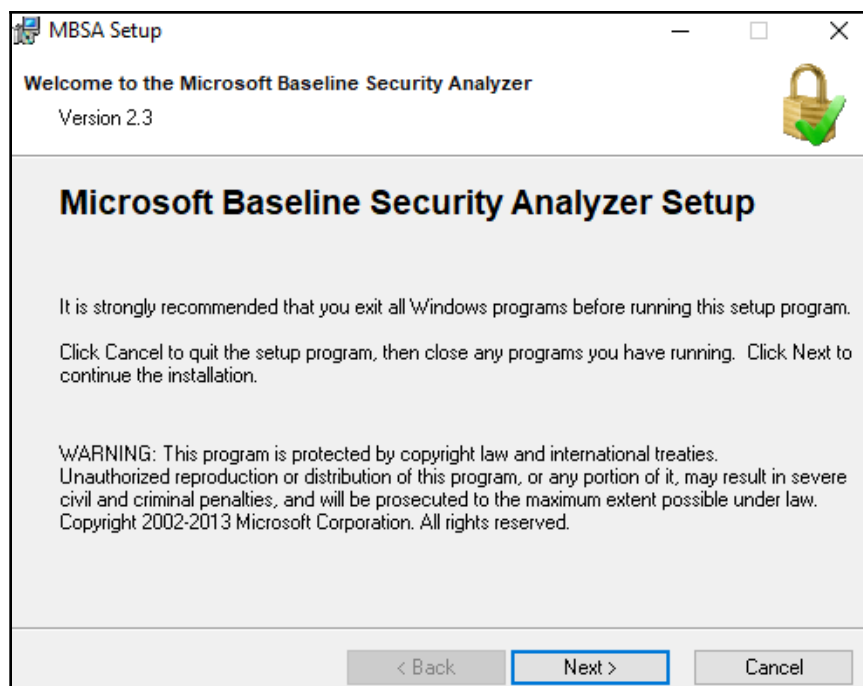 MBSA Setup
Welcome to the Microsoft Baseline Security Analyzer
Version 2.3
Microsoft Baseline Security Analyzer Setup
It is strongly recommended that you exit all Windows programs before running this setup program.
Click Cancel to quit the setup program, then close any programs you have running.  Click Next to
continue the installation.
WARNING: This program is protected by copyright law and international treaties.
Unauthorized reproduction or distribution of this program, or any portion of it, may result in severe
civil and criminal penalties, and will be prosecuted to the maximum extent possible under law.
Copyright 2002-2013 Microsoft Corporation. All rights reserved.
< Back Next > Cancel